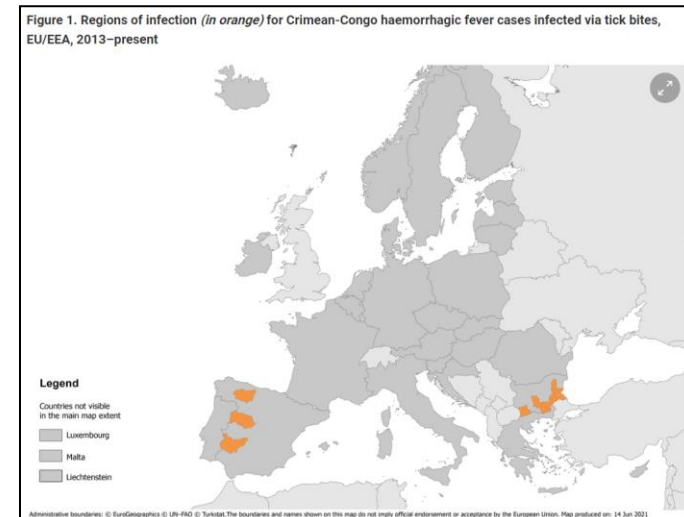 Figure 1. Regions of infection (in orange) for Crimean-Congo haemorrhagic fever cases infected via tick bites,
EU/EEA, 2013–present
Legend
Countries not visible
in the main map extent
Luxembourg
Malta
Liechtenstein
Administrative boundaries: © EuroGeographics © UN–FAO © Turkstat.The boundaries and names shown on this map do not imply official endorsement or acceptance by the European Union. Map produced on: 14 Jun 2021